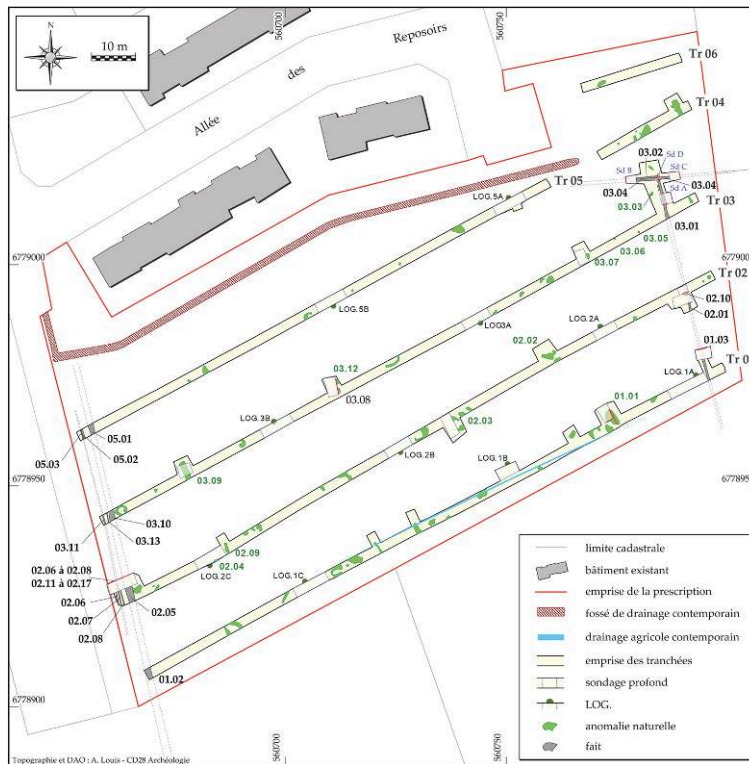 N
10 m
560700
560750
Allée
des
Reposoirs
Tr 06
Tr 04
Sd B
03.02
Sd D
Sd C
03.04
03.03
Sd A
03.04
Tr 03
03.01
Tr 05
LOG.5A
03.05
03.06
03.07
6779000
677900
Tr 02
02.10
02.01
LOG.5B
LOG3A
LOG.2A
02.02
01.03
Tr 0
LOG.1A
03.12
03.08
01.01
LOG.3B
02.03
05.01
05.02
05.03
LOG.2B
LOG.1B
03.09
6778950
677895
03.10
03.11
03.13
02.09
02.04
LOG.2C
LOG.1C
02.06 à 02.08
02.11 à 02.17
02.06
02.05
02.07
02.08
01.02
6778900
limite cadastrale
bâtiment existant
emprise de la prescription
fossé de drainage contemporain
drainage agricole contemporain
emprise des tranchées
sondage profond
LOG.
anomalie naturelle
fait
560700
560750
Topographie et DAO : A. Louis - CD28 Archéologie